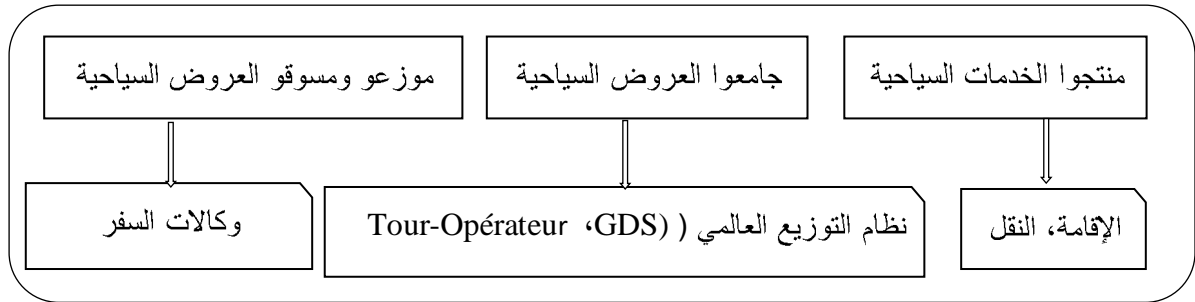 منتجوا الخدمات السياحية
جامعوا العروض السياحية
موزعو ومسوقو العروض السياحية
الإقامة، النقل
نظام التوزيع العالمي ( (GDS، Tour-Opérateur
وكالات السفر